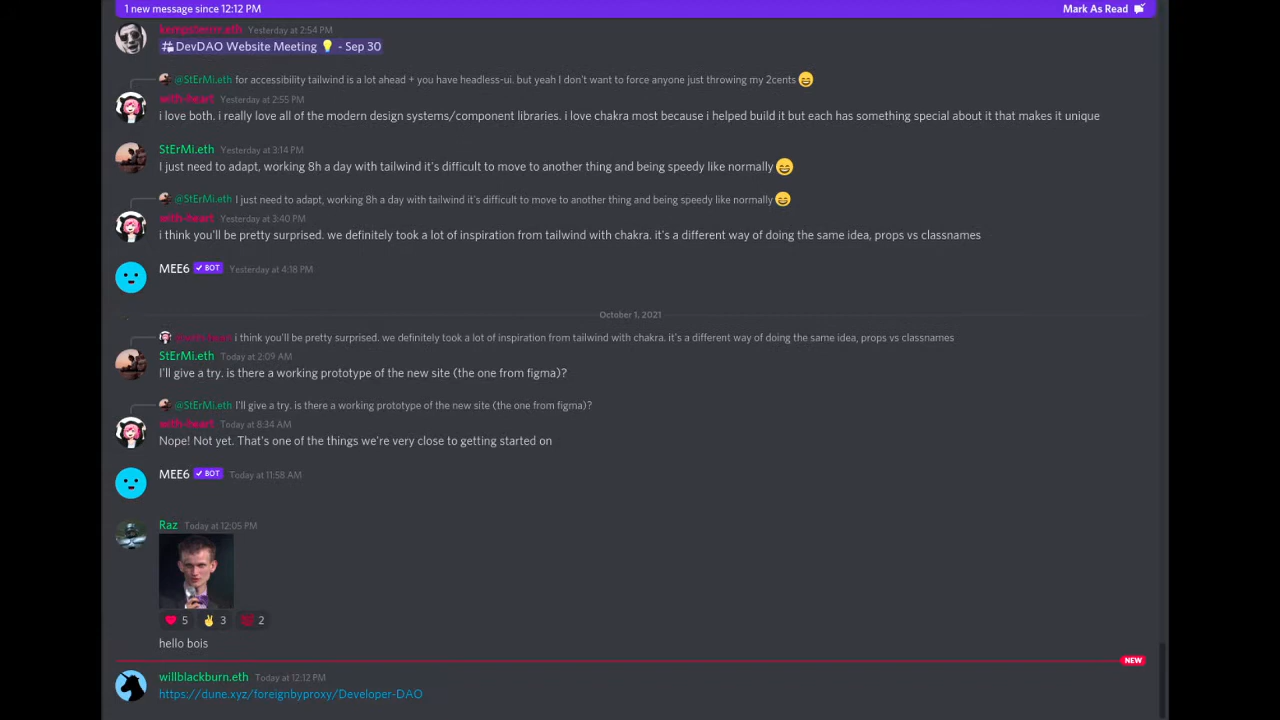 1 new message since 12:12 PM
Mark As Read
Yesterday at 2:54 PM
DevDAO Website Meeting 💡 - Sep 30
@StErMi.eth for accessibility tailwind is a lot ahead + you have headless-ui. but yeah I don't want to force anyone just throwing my 2cents 😄
with-heart Yesterday at 2:55 PM
i love both. i really love all of the modern design systems/component libraries. i love chakra most because i helped build it but each has something special about it that makes it unique
StErMi.eth Yesterday at 3:14 PM
I just need to adapt, working 8h a day with tailwind it's difficult to move to another thing and being speedy like normally 😄
@StErMi.eth I just need to adapt, working 8h a day with tailwind it's difficult to move to another thing and being speedy like normally 😄
with-heart Yesterday at 3:40 PM
i think you'll be pretty surprised. we definitely took a lot of inspiration from tailwind with chakra. it's a different way of doing the same idea, props vs classnames
MEE6 ✓ BOT Yesterday at 4:18 PM
October 1, 2021
i think you'll be pretty surprised. we definitely took a lot of inspiration from tailwind with chakra. it's a different way of doing the same idea, props vs classnames
StErMi.eth Today at 2:09 AM
I'll give a try. is there a working prototype of the new site (the one from figma)?
@StErMi.eth I'll give a try. is there a working prototype of the new site (the one from figma)?
with-heart Today at 8:34 AM
Nope! Not yet. That's one of the things we're very close to getting started on
MEE6 ✓ BOT Today at 11:58 AM
Raz Today at 12:05 PM
5 3 2
hello bois
NEW
willblackburn.eth Today at 12:12 PM
https://dune.xyz/foreignbyproxy/Developer-DAO